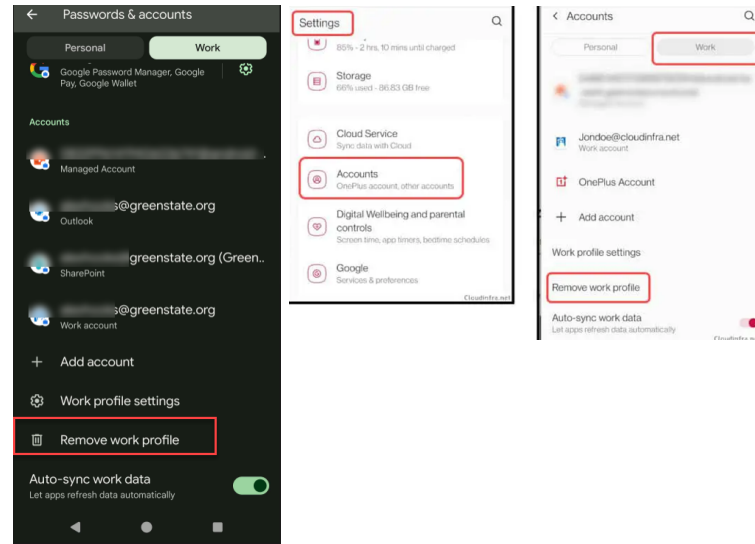 Passwords & accounts
Personal
Work
Google Password Manager, Google
Pay, Google Wallet
Accounts
Managed Account
s@greenstate.org
Outlook
greenstate.org (Green..
SharePoint
s@greenstate.org
Work account
Add account
Work profile settings
Remove work profile
Auto-sync work data
Let apps refresh data automatically
Settings
85% - 2 hrs, 10 mins until charged
Storage
66% used - 86.83 GB free
Cloud Service
Sync data with Cloud
Accounts
OnePlus account, other accounts
Digital Wellbeing and parental
controls
Screen time, app timers, bedtime schedules
Google
Services & preferences
Cloudinfra.net
Accounts
Personal
Work
Jondoe@cloudinfra.net
Work account
OnePlus Account
Add account
Work profile settings
Remove work profile
Auto-sync work data
Let apps refresh data automatically